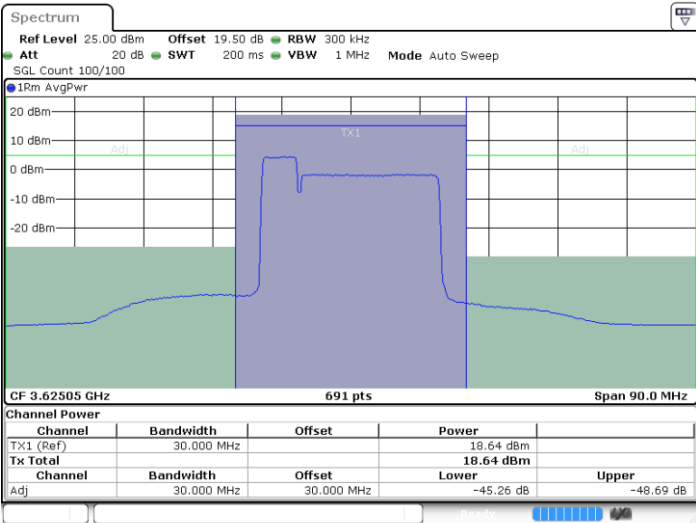 Spectrum
Ref Level 25.00 dBm Offset 19.50 dB RBW 300 kHz
Att 20 dB SWT 200 ms VBW 1 MHz Mode Auto Sweep
SGL Count 100/100
1Rm AvgPwr
20 dBm
TX1
10 dBm
Adj Adj
0 dBm
-10 dBm
-20 dBm
CF 3.62505 GHz 691 pts Span 90.0 MHz
Channel Power
Channel Bandwidth Offset Power
TX1 (Ref) 30.000 MHz 18.64 dBm
Tx Total 18.64 dBm
Channel Bandwidth Offset Lower Upper
Adj 30.000 MHz 30.000 MHz -45.26 dB -48.69 dB
Ready